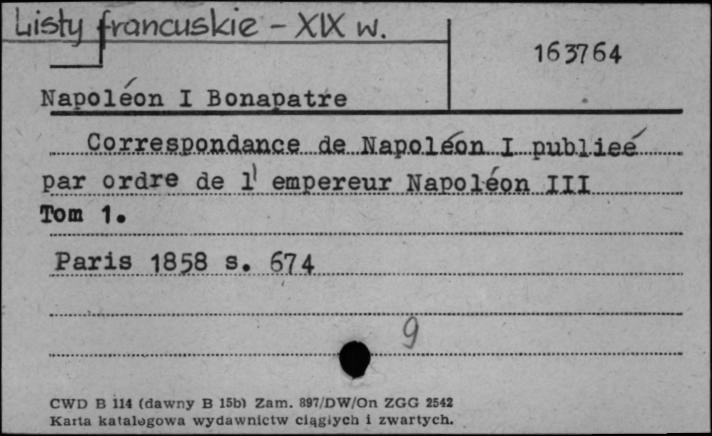 Listy francuskie - XIX w.
163764
Napoléon I Bonapatre
Correspondance de Napoléon I publieé
par ordre de l' empereur Napoléon III
Tom 1.
Paris 1858 s. 674
9
CWD B 114 (dawny B 15b) Zam. 897/DW/On ZGG 2542
Karta katalogowa wydawnictw ciągłych i zwartych.